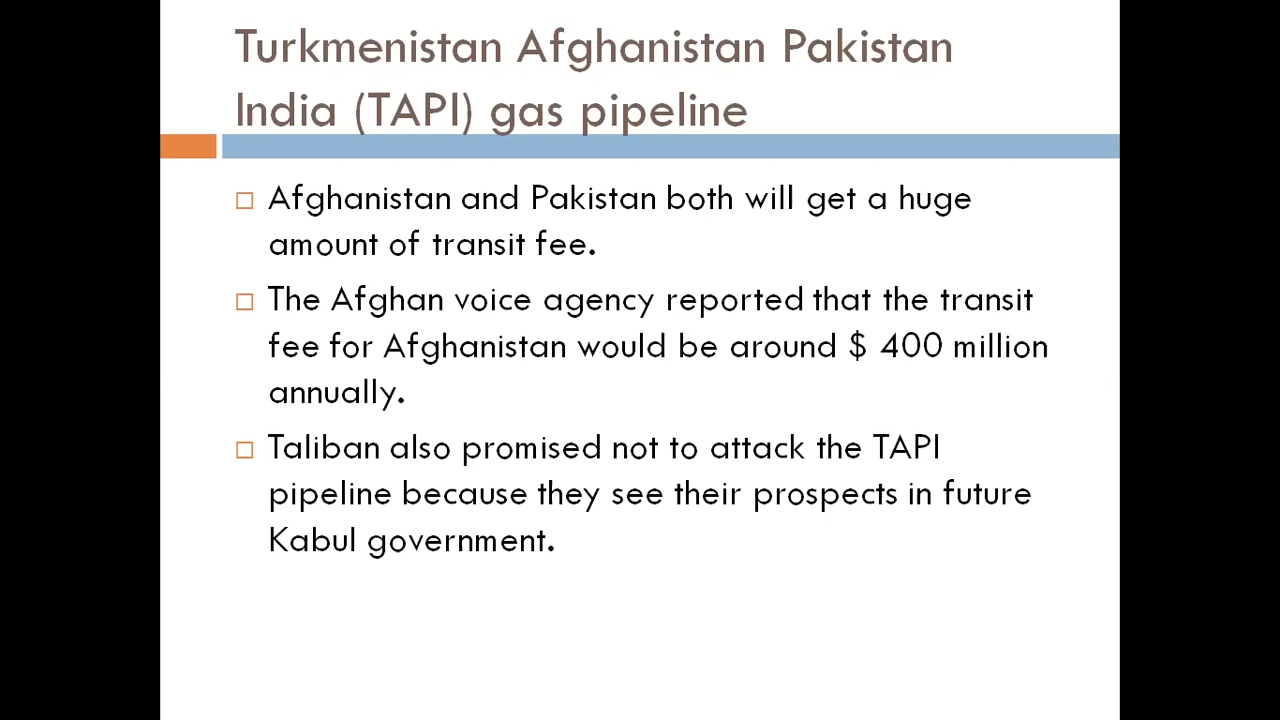 Turkmenistan Afghanistan Pakistan
India (TAPI) gas pipeline
Afghanistan and Pakistan both will get a huge
amount of transit fee.
The Afghan voice agency reported that the transit
fee for Afghanistan would be around $ 400 million
annually.
Taliban also promised not to attack the TAPI
pipeline because they see their prospects in future
Kabul government.